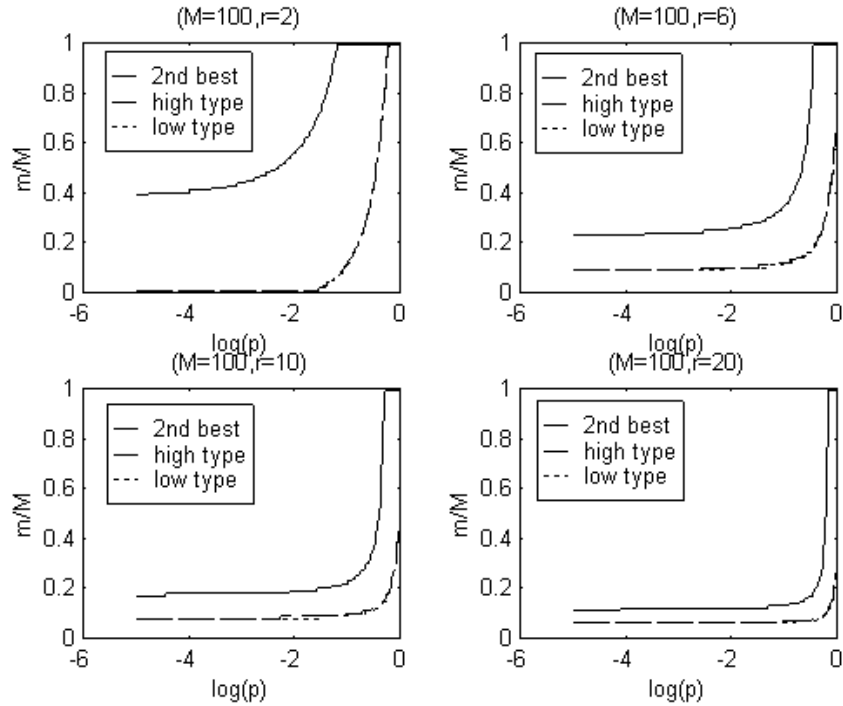 (M=100,r=2)
1
0.8
0.6
0.4
0.2
0
m/M
2nd best
high type
low type
-6
-4
-2
0
log(p)
(M=100,r=6)
1
0.8
0.6
0.4
0.2
0
m/M
2nd best
high type
low type
-6
-4
-2
0
log(p)
(M=100,r=10)
1
0.8
0.6
0.4
0.2
0
m/M
2nd best
high type
low type
-6
-4
-2
0
log(p)
(M=100,r=20)
1
0.8
0.6
0.4
0.2
0
m/M
2nd best
high type
low type
-6
-4
-2
0
log(p)